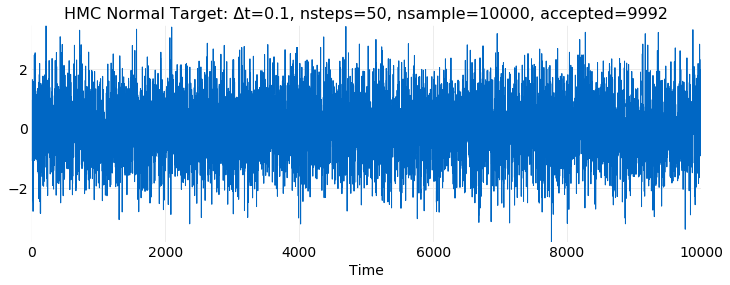 HMC Normal Target: Δt=0.1, nsteps=50, nsample=10000, accepted=9992
2
0
−2
0 2000 4000 6000 8000 10000
Time